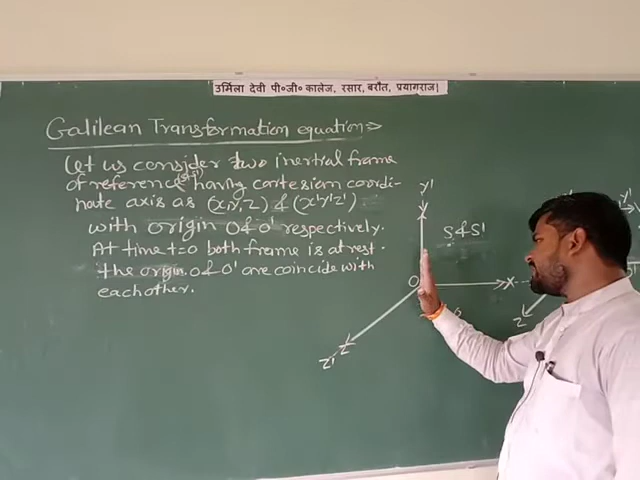 उर्मिला देवी पी०जी० कालेज, रसार, बरौत, प्रयागराज।
Galilean Transformation equation⇒
Let us consider two inertial frame
of reference (S&S') having cartesian coordi-
nate axis as (x,y,z) & (x'y'z')
with origin O & O' respectively.
At time t=0 both frame is at rest.
the origin O & O' are coincide with
each other.
y'
S & S'
O
X
Z
Z'
Z